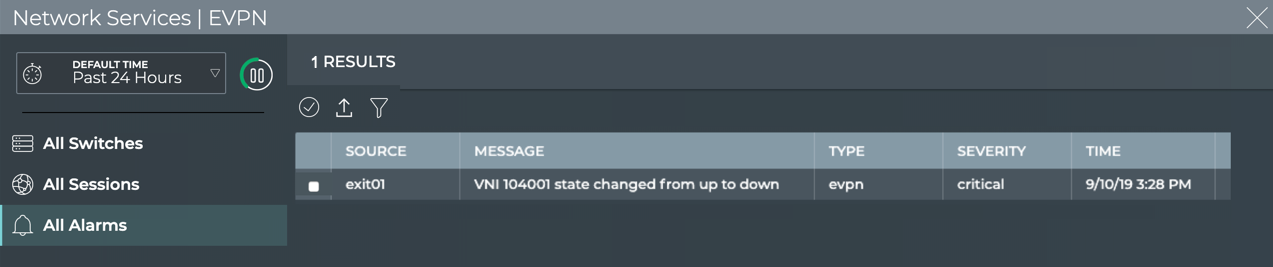 Network Services | EVPN
DEFAULT TIME
Past 24 Hours
1 RESULTS
All Switches
All Sessions
All Alarms
SOURCE MESSAGE TYPE SEVERITY TIME
exit01 VNI 104001 state changed from up to down evpn critical 9/10/19 3:28 PM